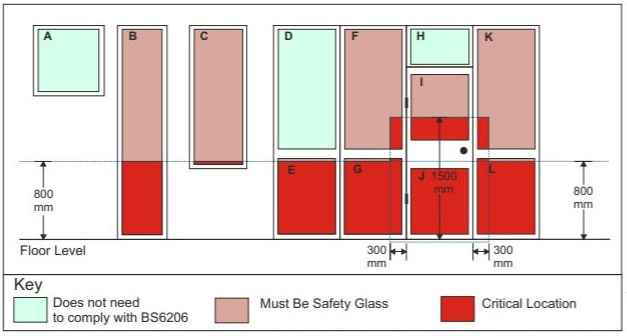 A B C D F H K
I
E G J 1500 L
mm
800
mm
800
mm
Floor Level
300
mm
300
mm
Key
Does not need
to comply with BS6206
Must Be Safety Glass
Critical Location